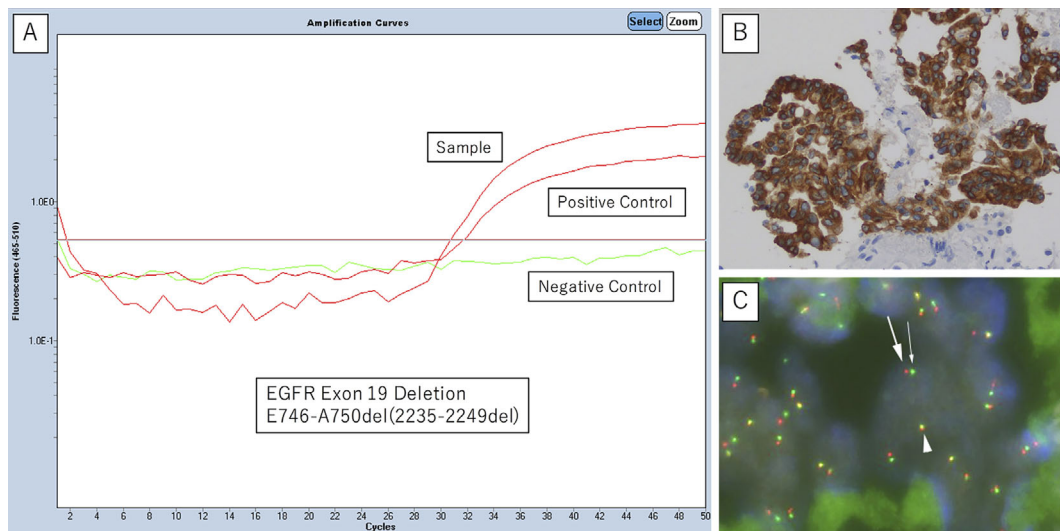 A
Amplification Curves
Select
Zoom
Fluorescence (465-510)
1.0E0
1.0E-1
Sample
Positive Control
Negative Control
EGFR Exon 19 Deletion
E746-A750del(2235-2249del)
2 4 6 8 10 12 14 16 18 20 22 24 26 28 30 32 34 36 38 40 42 44 46 48 50
Cycles
B
C